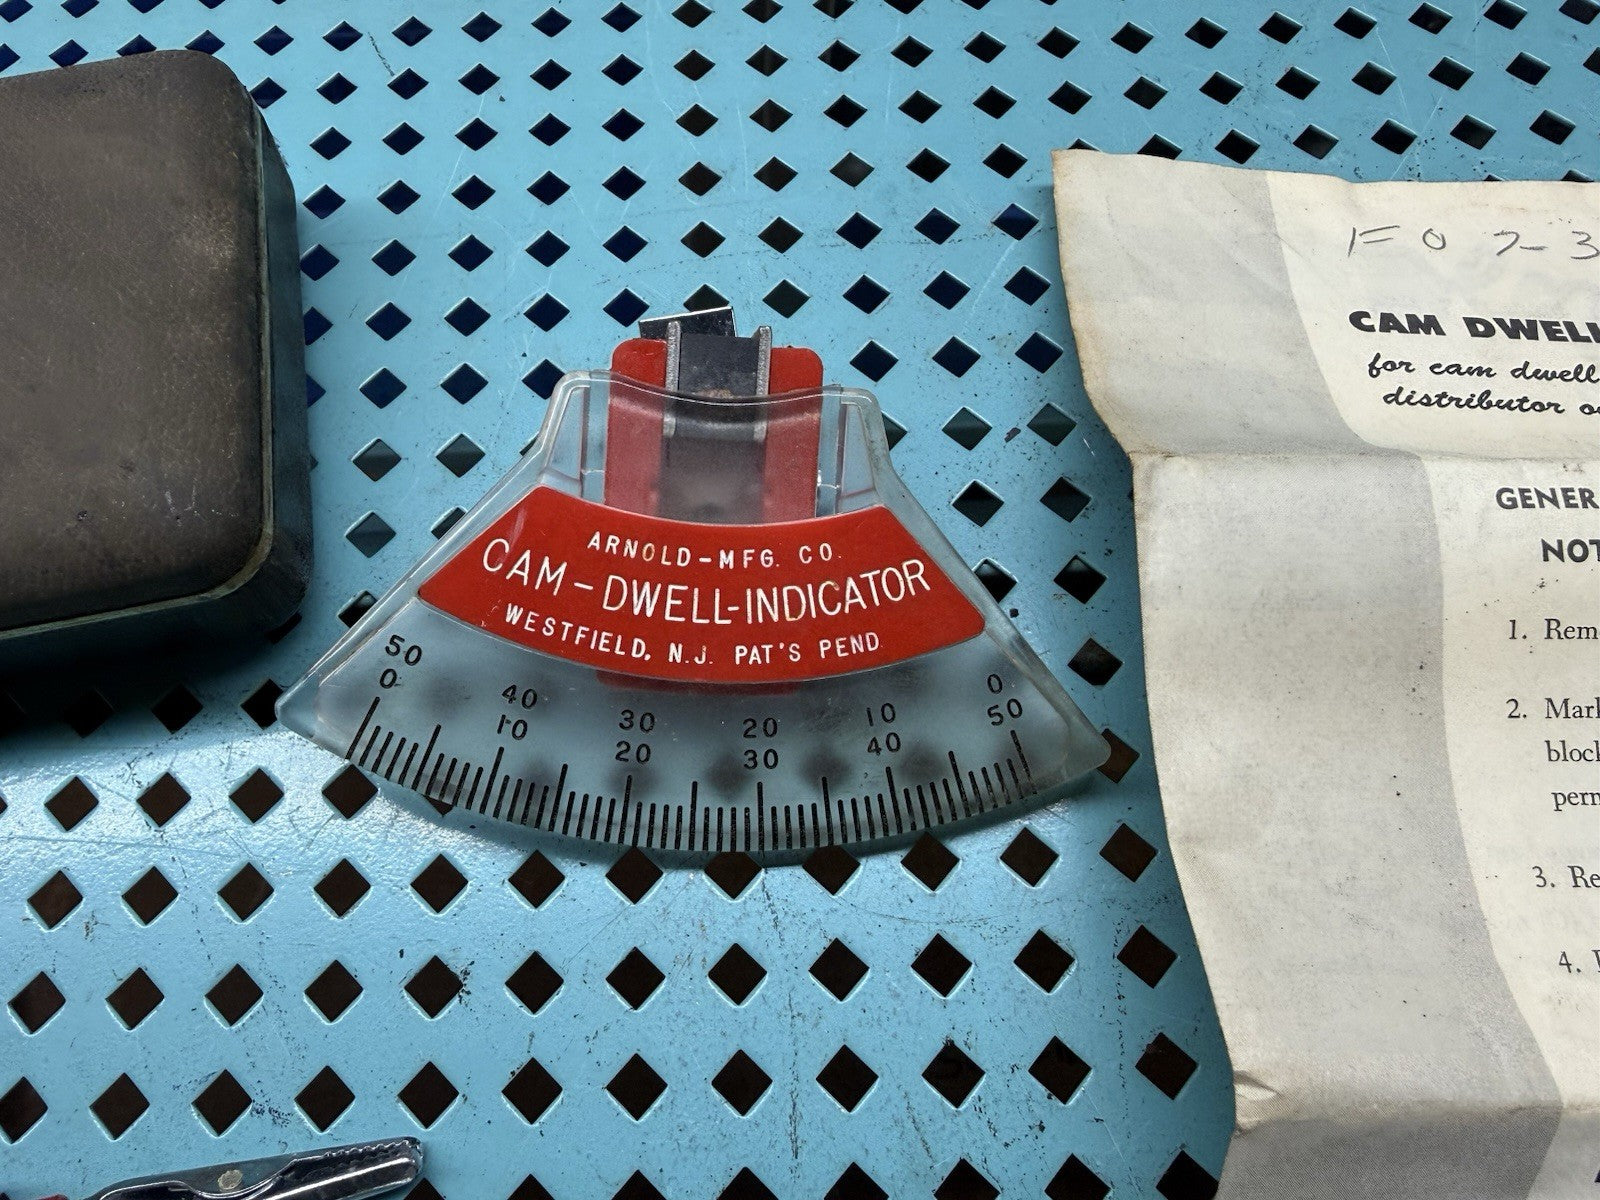 ARNOLD-MFG. CO.
CAM-DWELL-INDICATOR
WESTFIELD, N.J. PAT'S PEND.
50 40 30 20 10 0
0 10 20 30 40 50
F07-3
CAM DWELL
for cam dwell
distributor
GENER
NOT
1. Rem
2. Mark
block
perm
3. Re
4.